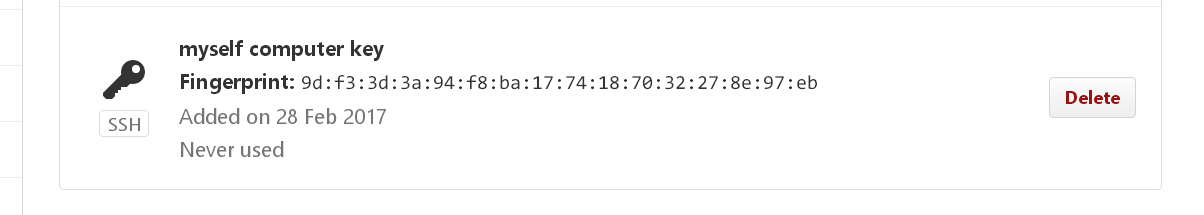 myself computer key
Fingerprint: 9d:f3:3d:3a:94:f8:ba:17:74:18:70:32:27:8e:97:eb
Delete
SSH
Added on 28 Feb 2017
Never used